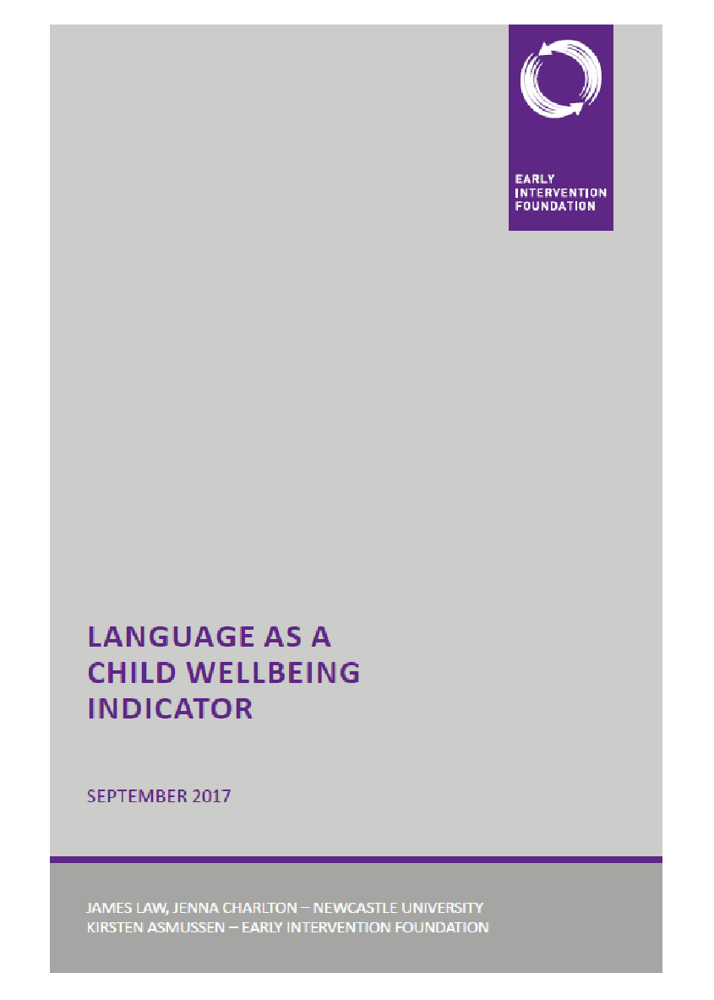 EARLY
INTERVENTION
FOUNDATION
LANGUAGE AS A
CHILD WELLBEING
INDICATOR
SEPTEMBER 2017
JAMES LAW, JENNA CHARLTON – NEWCASTLE UNIVERSITY
KIRSTEN ASMUSSEN – EARLY INTERVENTION FOUNDATION